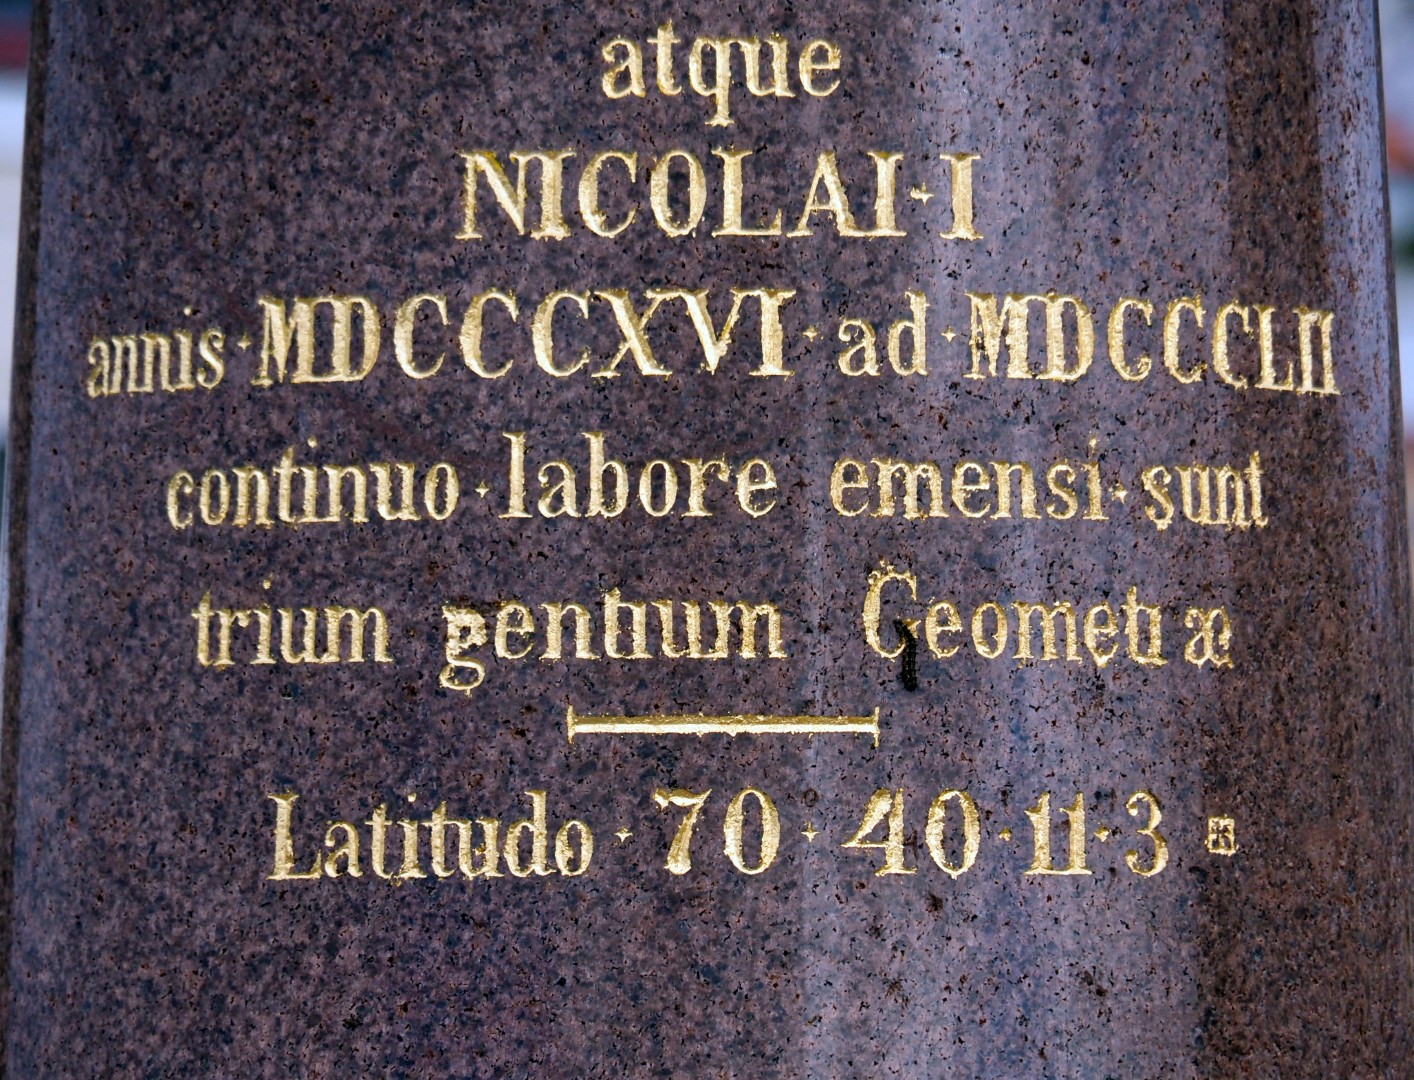 atque
NICOLAI·I
annis·MDCCCXVI·ad·MDCCCLII
continuo·labore emensi·sunt
trium gentium Geometræ
Latitudo·70·40·11·3